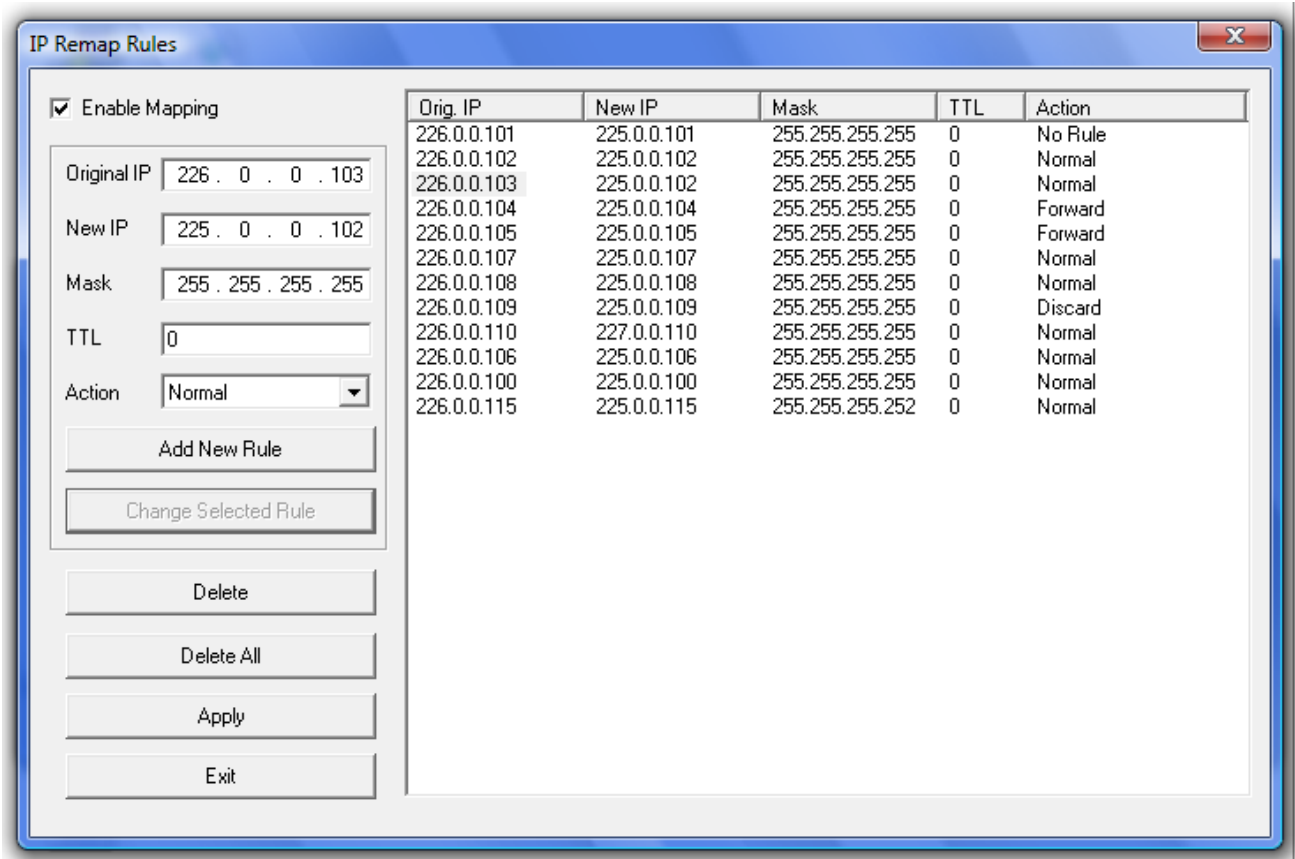 IP Remap Rules
X
Enable Mapping
Original IP 226 . 0 . 0 . 103
New IP 225 . 0 . 0 . 102
Mask 255 . 255 . 255 . 255
TTL 0
Action Normal
Add New Rule
Change Selected Rule
Delete
Delete All
Apply
Exit
Orig. IP New IP Mask TTL Action
226.0.0.101 225.0.0.101 255.255.255.255 0 No Rule
226.0.0.102 225.0.0.102 255.255.255.255 0 Normal
226.0.0.103 225.0.0.102 255.255.255.255 0 Normal
226.0.0.104 225.0.0.104 255.255.255.255 0 Forward
226.0.0.105 225.0.0.105 255.255.255.255 0 Forward
226.0.0.107 225.0.0.107 255.255.255.255 0 Normal
226.0.0.108 225.0.0.108 255.255.255.255 0 Normal
226.0.0.109 225.0.0.109 255.255.255.255 0 Discard
226.0.0.110 227.0.0.110 255.255.255.255 0 Normal
226.0.0.106 225.0.0.106 255.255.255.255 0 Normal
226.0.0.100 225.0.0.100 255.255.255.255 0 Normal
226.0.0.115 225.0.0.115 255.255.255.252 0 Normal